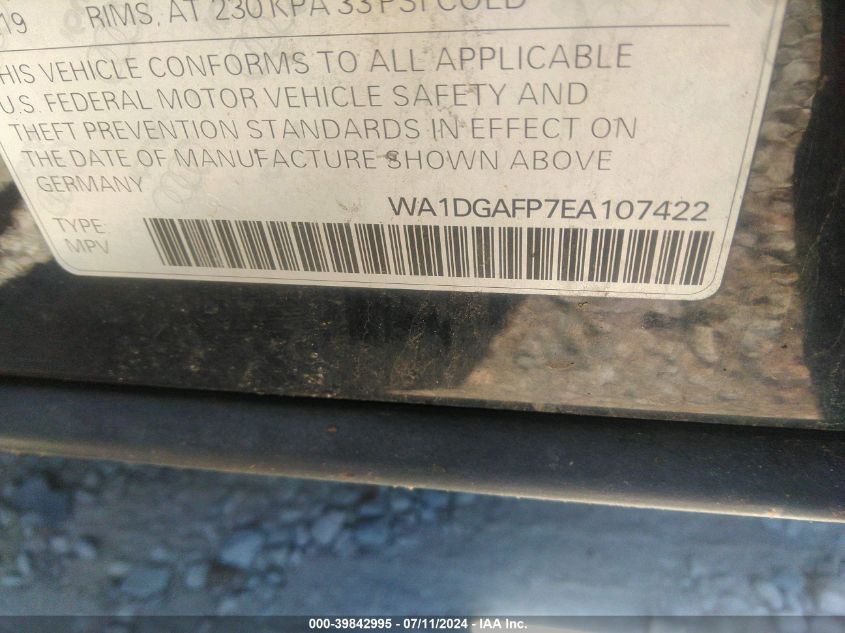 19 RIMS, AT 230 KPA 33 PSI COLD
HIS VEHICLE CONFORMS TO ALL APPLICABLE
U.S. FEDERAL MOTOR VEHICLE SAFETY AND
THEFT PREVENTION STANDARDS IN EFFECT ON
THE DATE OF MANUFACTURE SHOWN ABOVE
GERMANY
WA1DGAFP7EA107422
TYPE:
MPV
000-39842995 - 07/11/2024 - IAA Inc.